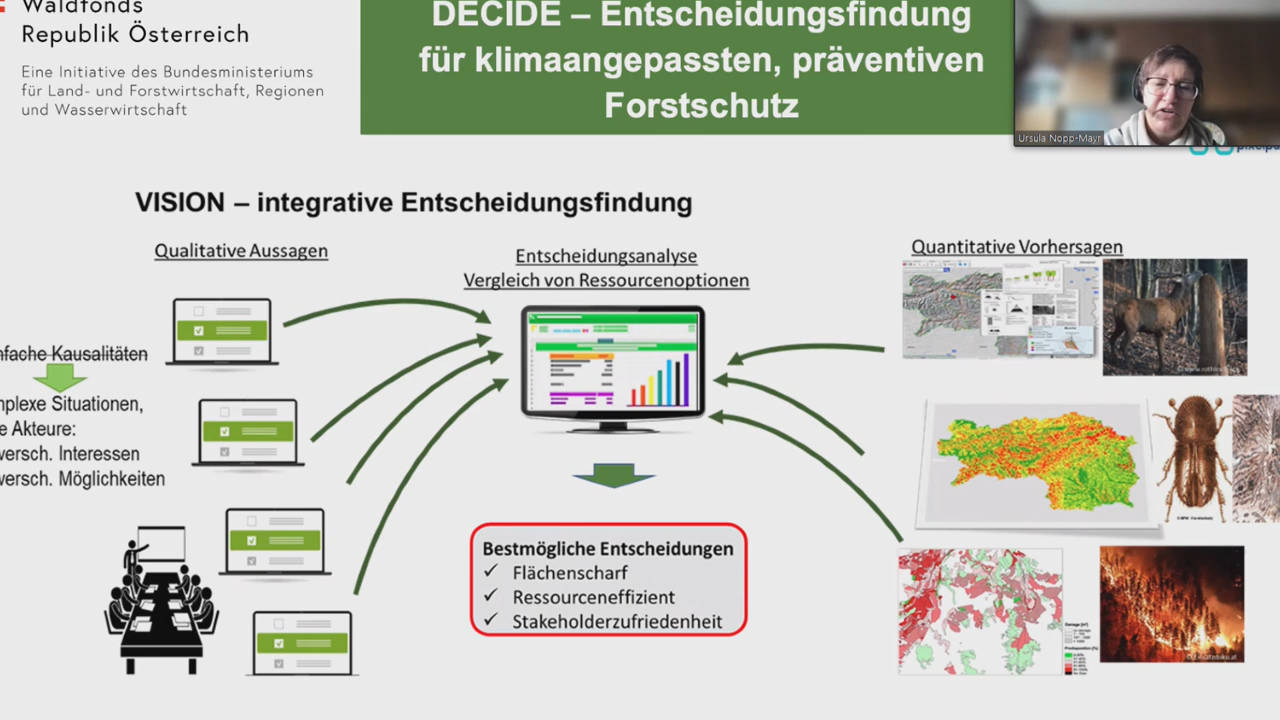 Waldfonds
Republik Österreich
Eine Initiative des Bundesministeriums
für Land- und Forstwirtschaft, Regionen
und Wasserwirtschaft
DECIDE – Entscheidungsfindung
für klimaangepassten, präventiven
Forstschutz
Ursula Nopp-Mayr
VISION – integrative Entscheidungsfindung
Qualitative Aussagen
nfache Kausalitäten
mplexe Situationen,
e Akteure:
versch. Interessen
versch. Möglichkeiten
Entscheidungsanalyse
Vergleich von Ressourcenoptionen
Bestmögliche Entscheidungen
✓ Flächenscharf
✓ Ressourceneffizient
✓ Stakeholderzufriedenheit
Quantitative Vorhersagen